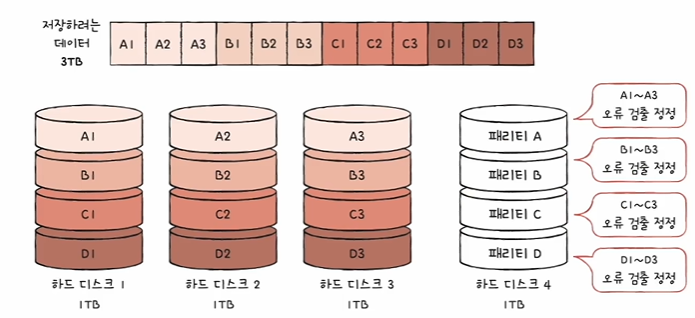 저장하려는
데이터
3TB
A1 A2 A3 B1 B2 B3 C1 C2 C3 D1 D2 D3
A1 A2 A3 패리티 A
B1 B2 B3 패리티 B
C1 C2 C3 패리티 C
D1 D2 D3 패리티 D
A1~A3
오류 검출 정정
B1~B3
오류 검출 정정
C1~C3
오류 검출 정정
D1~D3
오류 검출 정정
하드 디스크 1 하드 디스크 2 하드 디스크 3 하드 디스크 4
1TB 1TB 1TB 1TB